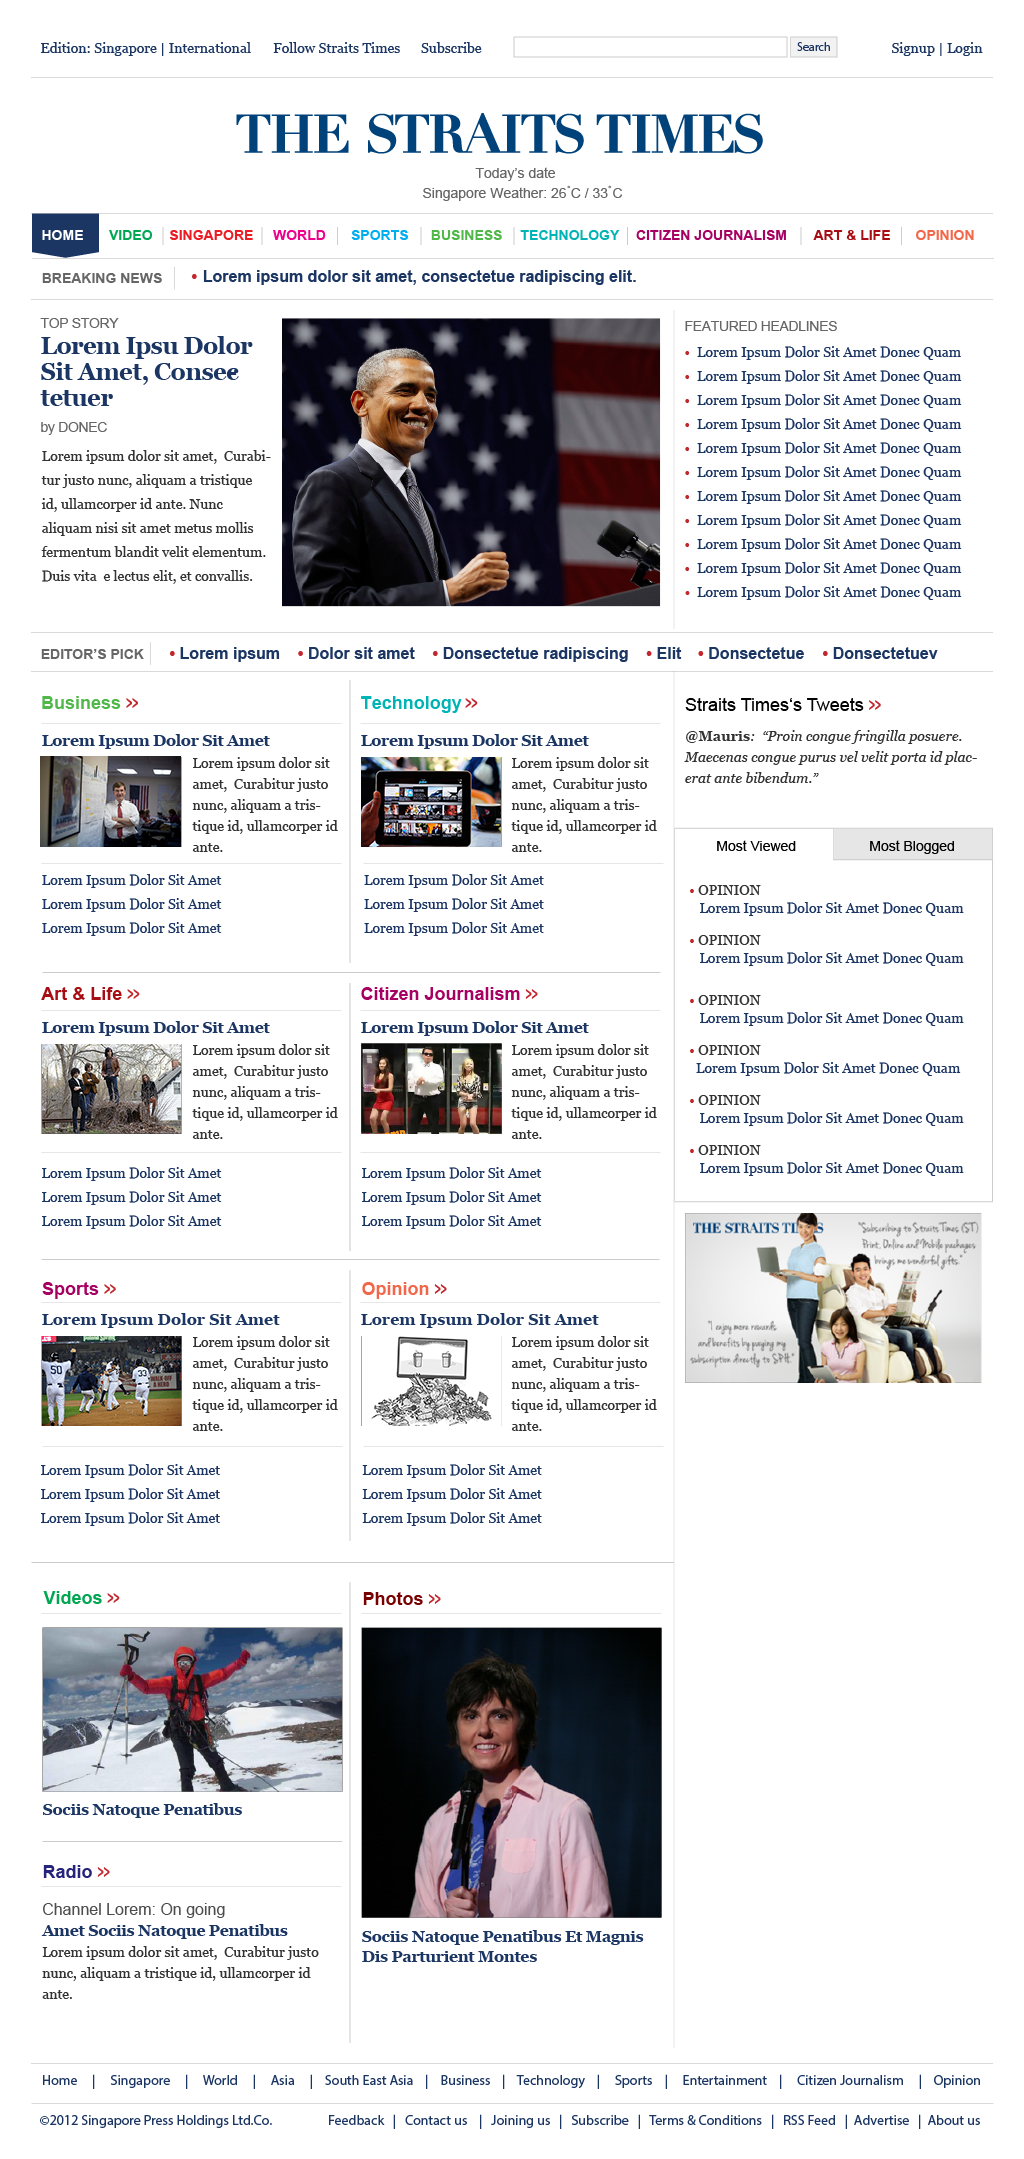 Edition: Singapore | International Follow Straits Times Subscribe Search Signup | Login
THE STRAITS TIMES
Today's date
Singapore Weather: 26°C / 33°C
HOME VIDEO SINGAPORE WORLD SPORTS BUSINESS TECHNOLOGY CITIZEN JOURNALISM ART & LIFE OPINION
BREAKING NEWS • Lorem ipsum dolor sit amet, consectetue radipiscing elit.
TOP STORY
Lorem Ipsu Dolor
Sit Amet, Consec
tetuer
by DONEC
Lorem ipsum dolor sit amet, Curabi-
tur justo nunc, aliquam a tristique
id, ullamcorper id ante. Nunc
aliquam nisi sit amet metus mollis
fermentum blandit velit elementum.
Duis vita e lectus elit, et convallis.
FEATURED HEADLINES
• Lorem Ipsum Dolor Sit Amet Donec Quam
• Lorem Ipsum Dolor Sit Amet Donec Quam
• Lorem Ipsum Dolor Sit Amet Donec Quam
• Lorem Ipsum Dolor Sit Amet Donec Quam
• Lorem Ipsum Dolor Sit Amet Donec Quam
• Lorem Ipsum Dolor Sit Amet Donec Quam
• Lorem Ipsum Dolor Sit Amet Donec Quam
• Lorem Ipsum Dolor Sit Amet Donec Quam
• Lorem Ipsum Dolor Sit Amet Donec Quam
• Lorem Ipsum Dolor Sit Amet Donec Quam
• Lorem Ipsum Dolor Sit Amet Donec Quam
EDITOR'S PICK • Lorem ipsum • Dolor sit amet • Donsectetue radipiscing • Elit • Donsectetue • Donsectetuev
Business »
Lorem Ipsum Dolor Sit Amet
Lorem ipsum dolor sit
amet, Curabitur justo
nunc, aliquam a tris-
tique id, ullamcorper id
ante.
Lorem Ipsum Dolor Sit Amet
Lorem Ipsum Dolor Sit Amet
Lorem Ipsum Dolor Sit Amet
Technology »
Lorem Ipsum Dolor Sit Amet
Lorem ipsum dolor sit
amet, Curabitur justo
nunc, aliquam a tris-
tique id, ullamcorper id
ante.
Lorem Ipsum Dolor Sit Amet
Lorem Ipsum Dolor Sit Amet
Lorem Ipsum Dolor Sit Amet
Art & Life »
Lorem Ipsum Dolor Sit Amet
Lorem ipsum dolor sit
amet, Curabitur justo
nunc, aliquam a tris-
tique id, ullamcorper id
ante.
Lorem Ipsum Dolor Sit Amet
Lorem Ipsum Dolor Sit Amet
Lorem Ipsum Dolor Sit Amet
Citizen Journalism »
Lorem Ipsum Dolor Sit Amet
Lorem ipsum dolor sit
amet, Curabitur justo
nunc, aliquam a tris-
tique id, ullamcorper id
ante.
Lorem Ipsum Dolor Sit Amet
Lorem Ipsum Dolor Sit Amet
Lorem Ipsum Dolor Sit Amet
Sports »
Lorem Ipsum Dolor Sit Amet
50
33
Lorem ipsum dolor sit
amet, Curabitur justo
nunc, aliquam a tris-
tique id, ullamcorper id
ante.
Lorem Ipsum Dolor Sit Amet
Lorem Ipsum Dolor Sit Amet
Lorem Ipsum Dolor Sit Amet
Opinion »
Lorem Ipsum Dolor Sit Amet
Lorem ipsum dolor sit
amet, Curabitur justo
nunc, aliquam a tris-
tique id, ullamcorper id
ante.
Lorem Ipsum Dolor Sit Amet
Lorem Ipsum Dolor Sit Amet
Lorem Ipsum Dolor Sit Amet
Straits Times's Tweets »
@Mauris: "Proin congue fringilla posuere.
Maecenas congue purus vel velit porta id plac-
erat ante bibendum."
Most Viewed Most Blogged
• OPINION
Lorem Ipsum Dolor Sit Amet Donec Quam
• OPINION
Lorem Ipsum Dolor Sit Amet Donec Quam
• OPINION
Lorem Ipsum Dolor Sit Amet Donec Quam
• OPINION
Lorem Ipsum Dolor Sit Amet Donec Quam
• OPINION
Lorem Ipsum Dolor Sit Amet Donec Quam
• OPINION
Lorem Ipsum Dolor Sit Amet Donec Quam
THE STRAITS TIMES
"Subscribing to Straits Times (ST)
Print, Online and Mobile packages
brings me wonderful gifts."
"I enjoy more rewards
and benefits by paying my
subscription directly to SPH."
Videos »
Sociis Natoque Penatibus
Radio »
Channel Lorem: On going
Amet Sociis Natoque Penatibus
Lorem ipsum dolor sit amet, Curabitur justo
nunc, aliquam a tristique id, ullamcorper id
ante.
Photos »
Sociis Natoque Penatibus Et Magnis
Dis Parturient Montes
Home | Singapore | World | Asia | South East Asia | Business | Technology | Sports | Entertainment | Citizen Journalism | Opinion
©2012 Singapore Press Holdings Ltd.Co. Feedback | Contact us | Joining us | Subscribe | Terms & Conditions | RSS Feed | Advertise | About us